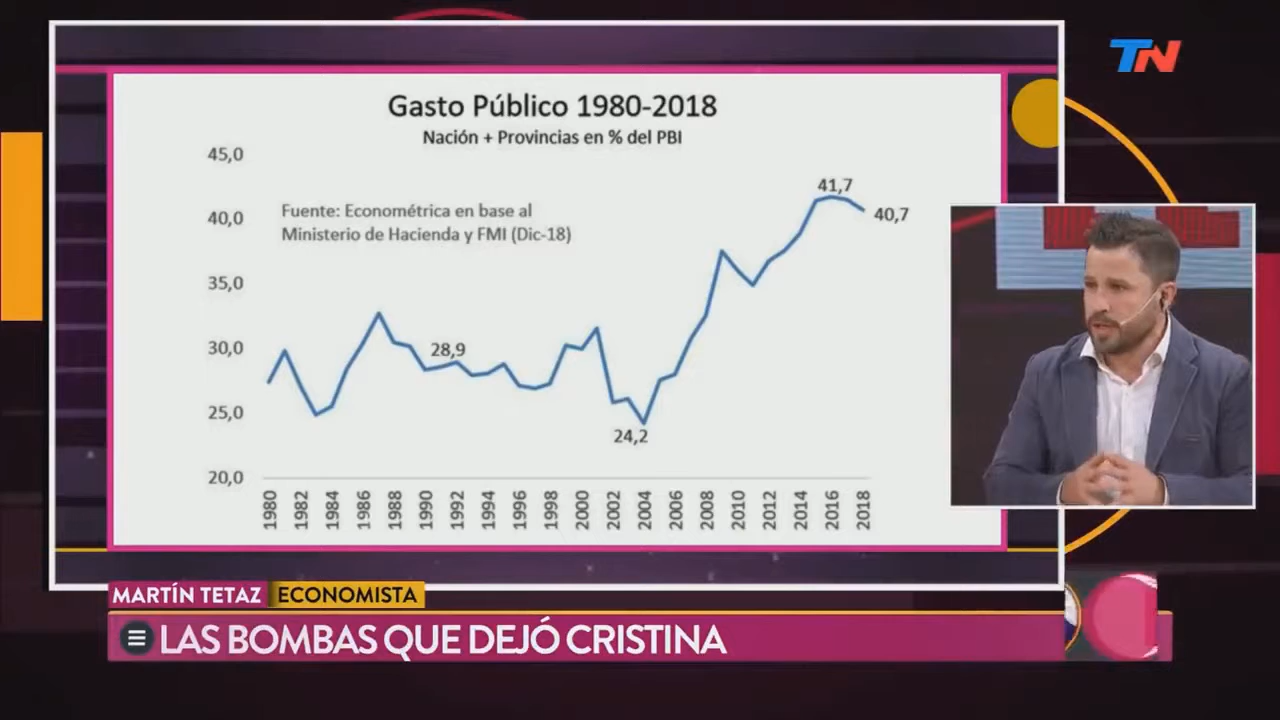 TN
Gasto Público 1980-2018
Nación + Provincias en % del PBI
45,0
40,0
35,0
30,0
25,0
20,0
Fuente: Econométrica en base al
Ministerio de Hacienda y FMI (Dic-18)
28,9
24,2
41,7
40,7
1980 1982 1984 1986 1988 1990 1992 1994 1996 1998 2000 2002 2004 2006 2008 2010 2012 2014 2016 2018
MARTÍN TETAZ ECONOMISTA
LAS BOMBAS QUE DEJÓ CRISTINA